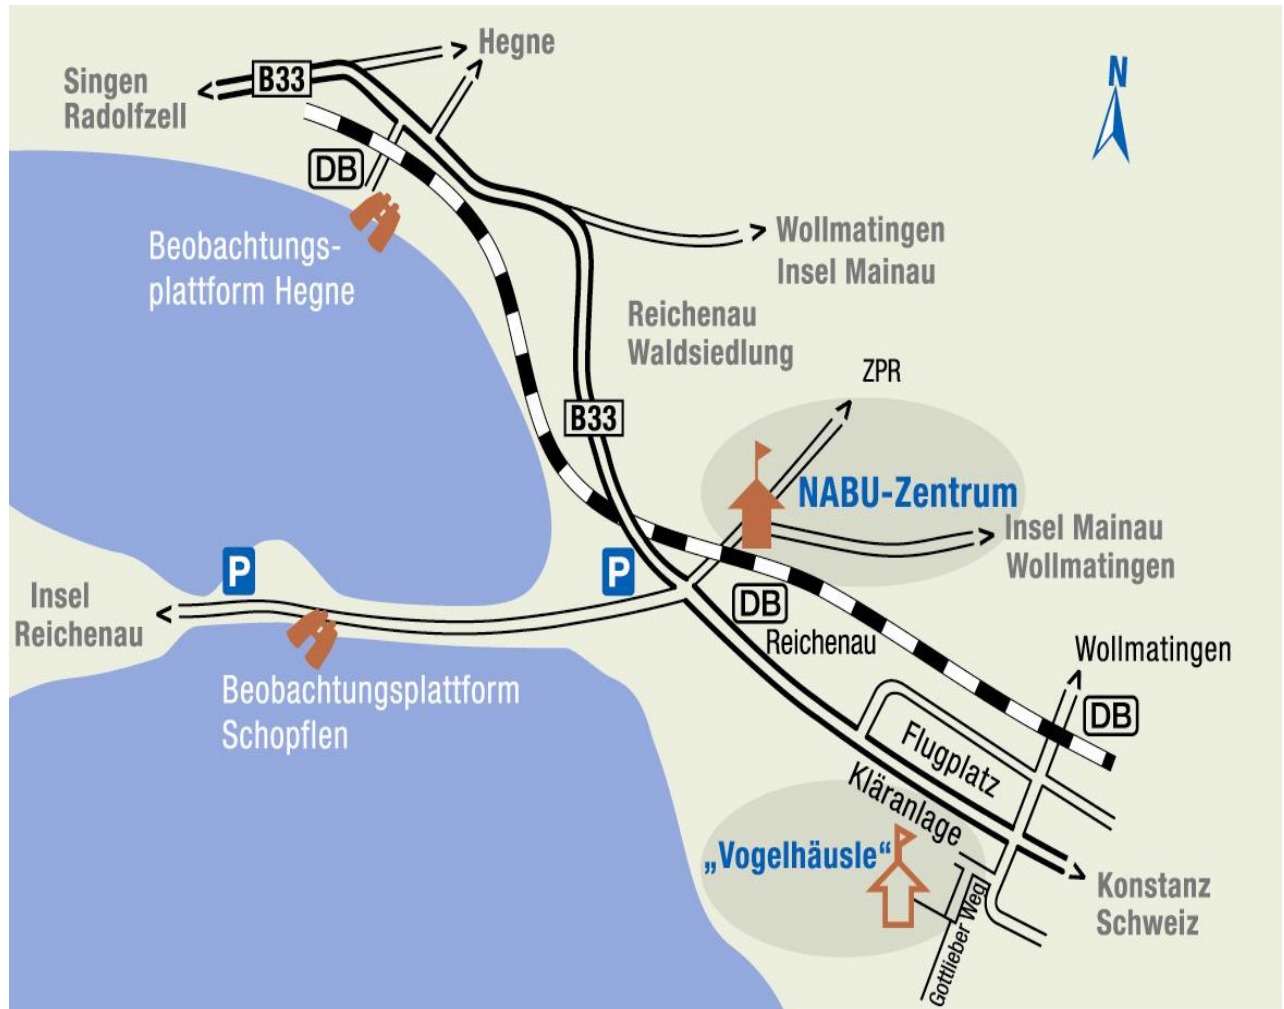 Hegne
N
Singen
Radolfzell
B33
DB
Beobachtungs-
plattform Hegne
Wollmatingen
Insel Mainau
Reichenau
Waldsiedlung
ZPR
B33
NABU-Zentrum
Insel Mainau
Wollmatingen
P
P
Insel
Reichenau
DB
Reichenau
Wollmatingen
DB
Beobachtungsplattform
Schopflen
Flugplatz
Kläranlage
„Vogelhäusle“
Konstanz
Schweiz
Gottlieber Weg